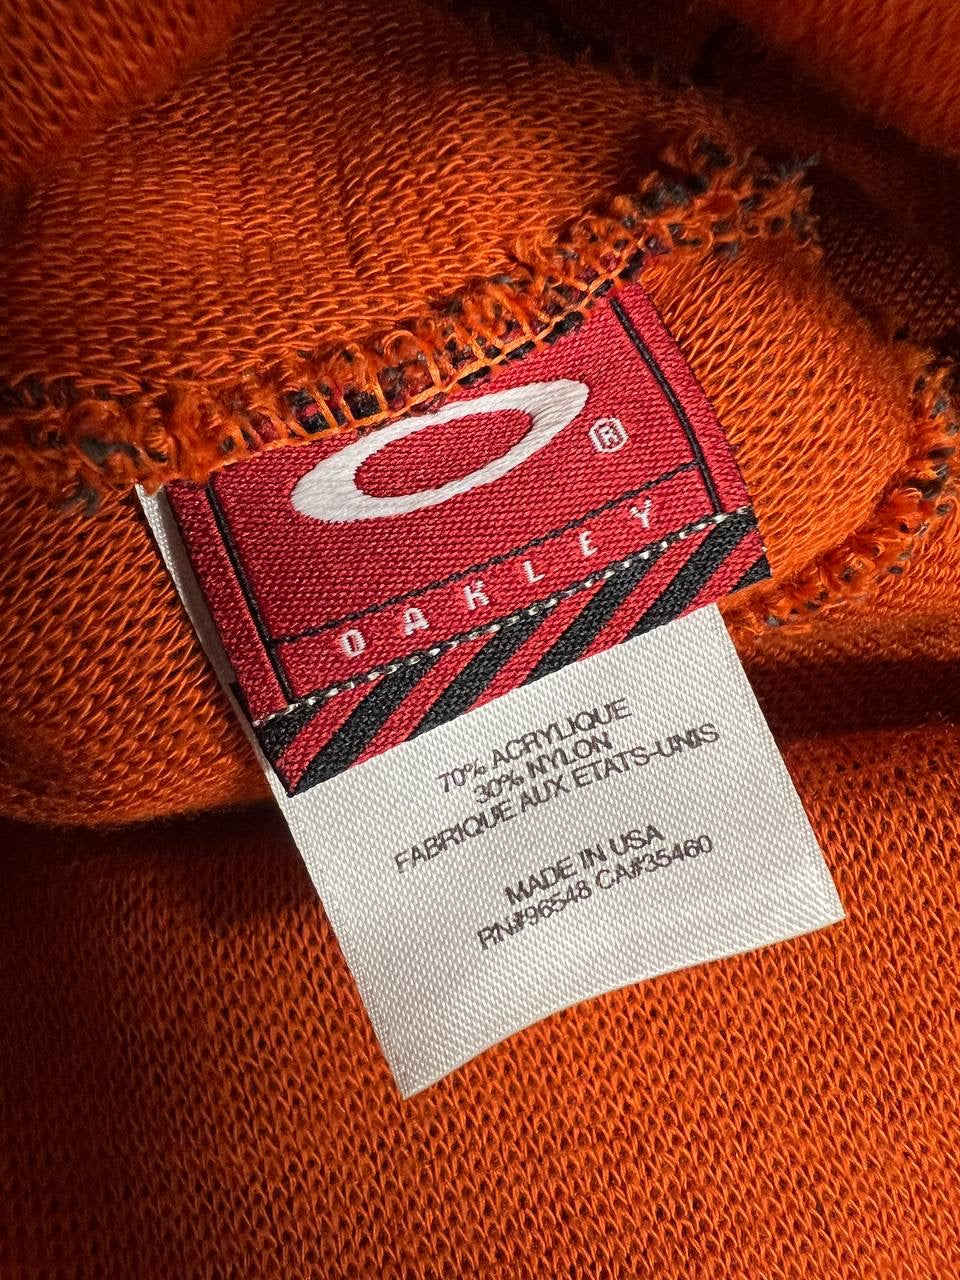 ®
OAKLEY
70% ACRYLIQUE
30% NYLON
FABRIQUE AUX ETATS-UNIS
MADE IN USA
RN#96548 CA#35460